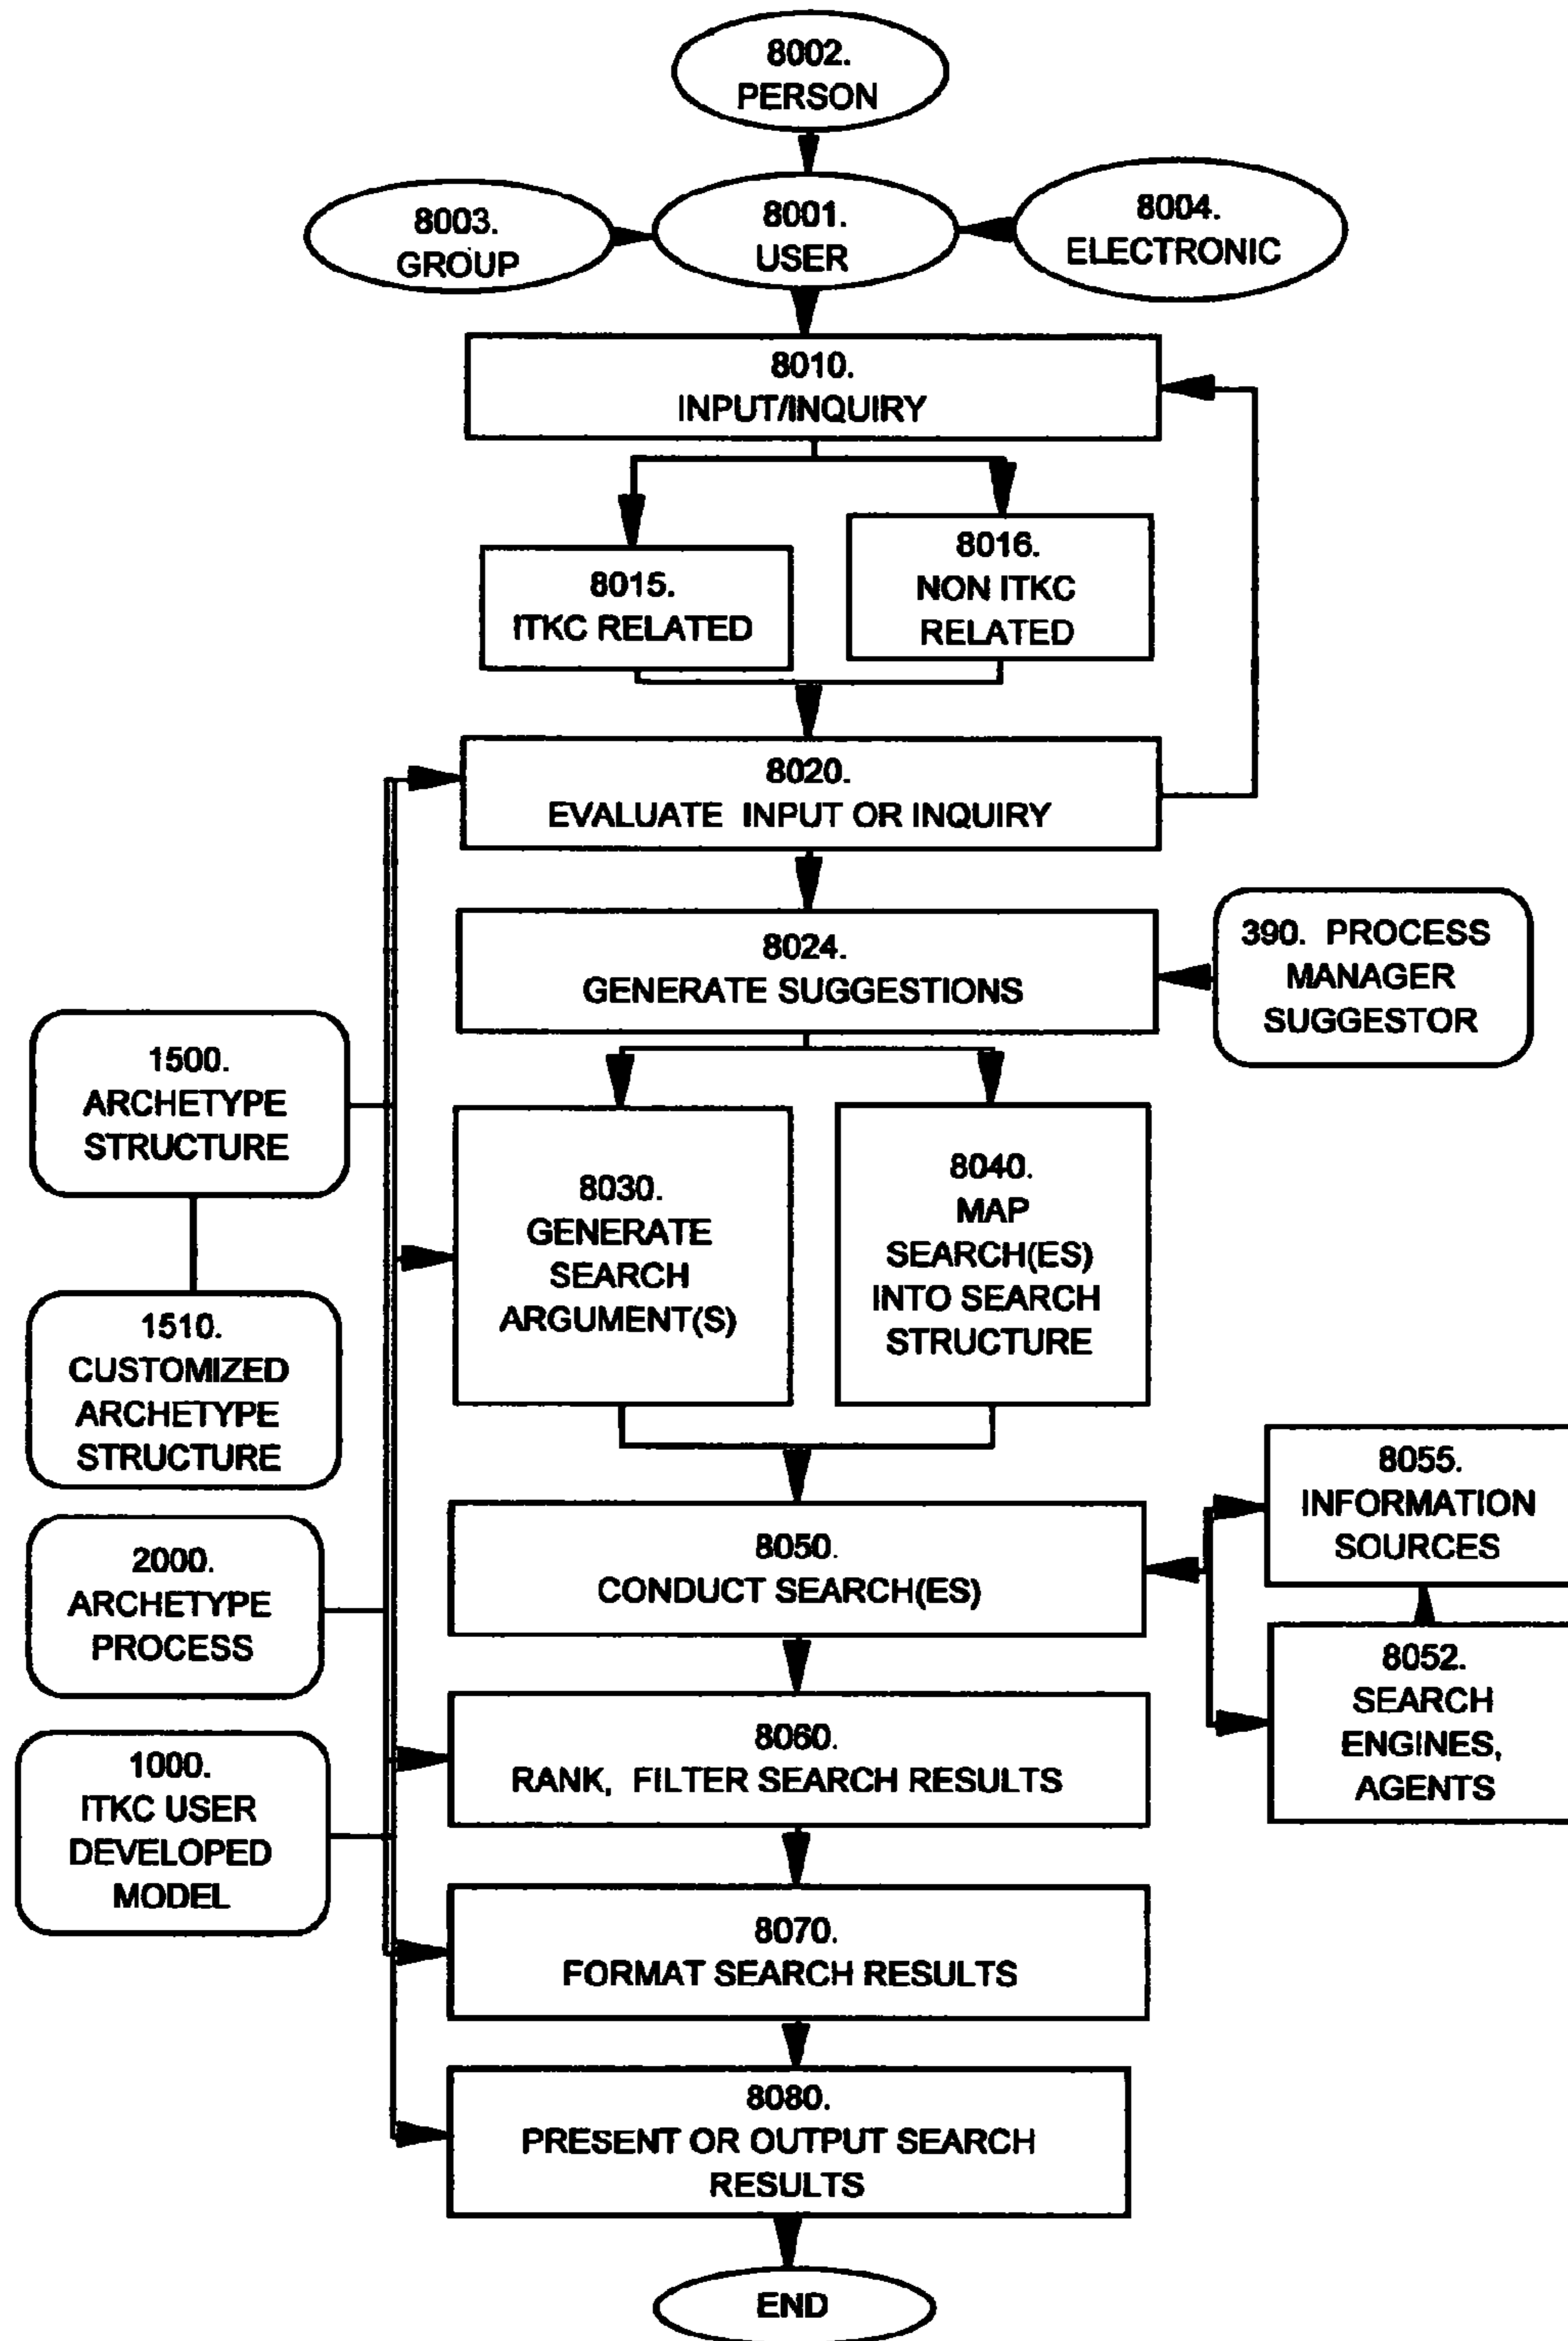 8002.
PERSON
8003.
GROUP
8001.
USER
8004.
ELECTRONIC
8010.
INPUT/INQUIRY
8015.
ITKC RELATED
8016.
NON ITKC
RELATED
8020.
EVALUATE INPUT OR INQUIRY
8024.
GENERATE SUGGESTIONS
390. PROCESS
MANAGER
SUGGESTOR
1500.
ARCHETYPE
STRUCTURE
8030.
GENERATE
SEARCH
ARGUMENT(S)
8040.
MAP
SEARCH(ES)
INTO SEARCH
STRUCTURE
1510.
CUSTOMIZED
ARCHETYPE
STRUCTURE
8050.
CONDUCT SEARCH(ES)
8055.
INFORMATION
SOURCES
2000.
ARCHETYPE
PROCESS
8052.
SEARCH
ENGINES,
AGENTS
8060.
RANK, FILTER SEARCH RESULTS
1000.
ITKC USER
DEVELOPED
MODEL
8070.
FORMAT SEARCH RESULTS
8080.
PRESENT OR OUTPUT SEARCH
RESULTS
END